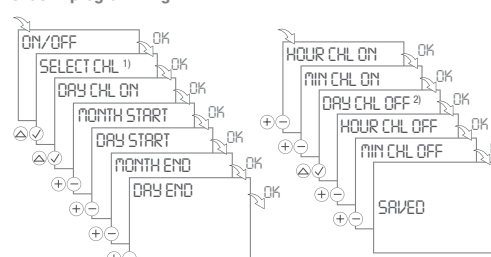 ON/OFF
OK
SELECT CHL 1)
OK
DAY CHL ON
OK
MONTH START
OK
DAY START
OK
MONTH END
OK
DAY END
OK
HOUR CHL ON
OK
MIN CHL ON
OK
DAY CHL OFF 2)
OK
HOUR CHL OFF
OK
MIN CHL OFF
SAVED